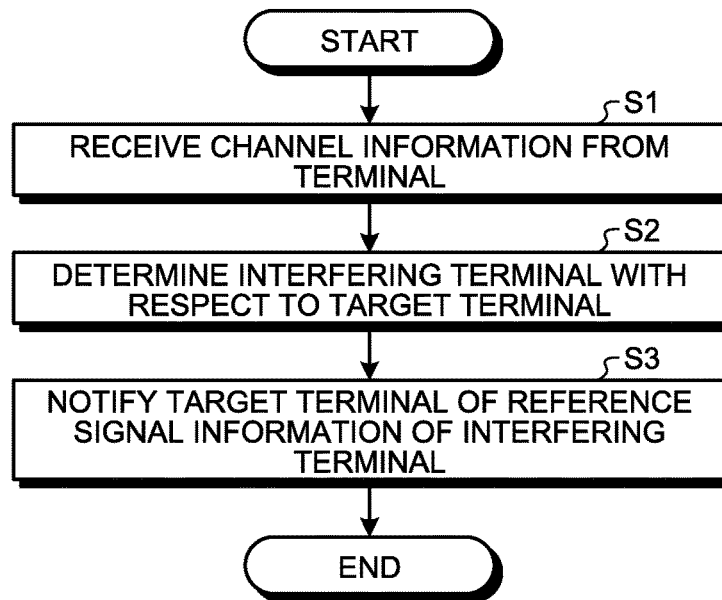 START
S1
RECEIVE CHANNEL INFORMATION FROM
TERMINAL
S2
DETERMINE INTERFERING TERMINAL WITH
RESPECT TO TARGET TERMINAL
S3
NOTIFY TARGET TERMINAL OF REFERENCE
SIGNAL INFORMATION OF INTERFERING
TERMINAL
END